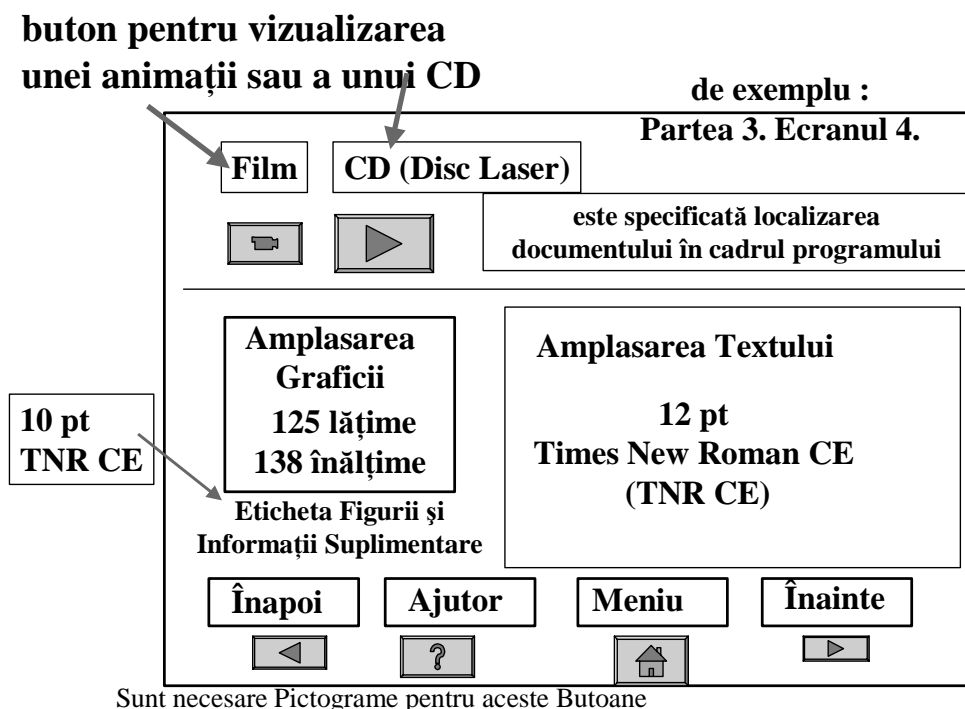 buton pentru vizualizarea
unei animații sau a unui CD
de exemplu :
Partea 3. Ecranul 4.
Film
CD (Disc Laser)
este specificată localizarea
documentului în cadrul programului
Amplasarea
Graficii
125 lățime
138 înălțime
Amplasarea Textului
12 pt
Times New Roman CE
(TNR CE)
10 pt
TNR CE
Eticheta Figurii şi
Informații Suplimentare
Înapoi
Ajutor
Meniu
Înainte
?
Sunt necesare Pictograme pentru aceste Butoane